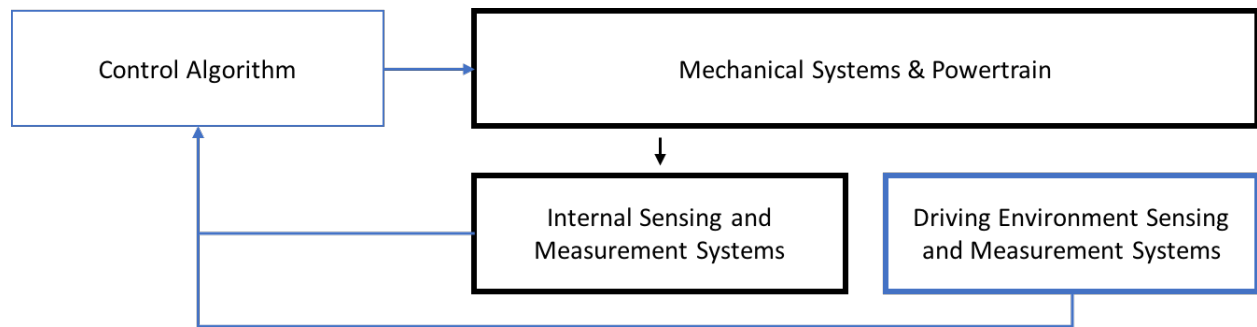 Control Algorithm
Mechanical Systems & Powertrain
Internal Sensing and
Measurement Systems
Driving Environment Sensing
and Measurement Systems